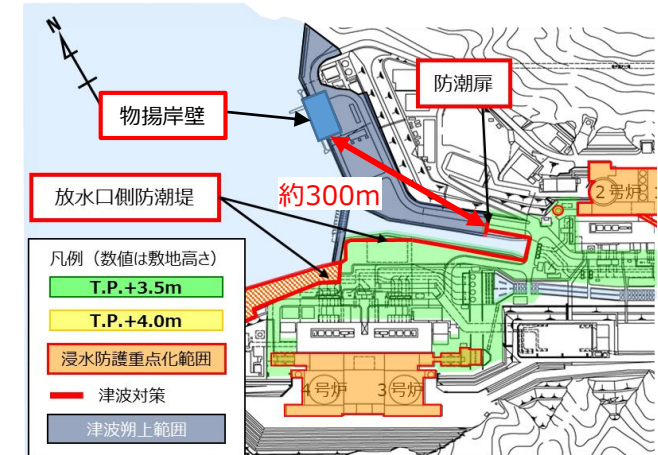 N
防潮扉
物揚岸壁
2号炉
放水口側防潮堤
約300m
凡例（数値は敷地高さ）
T.P.+3.5m
T.P.+4.0m
浸水防護重点化範囲
津波対策
津波朔上範囲
4号炉
3号炉